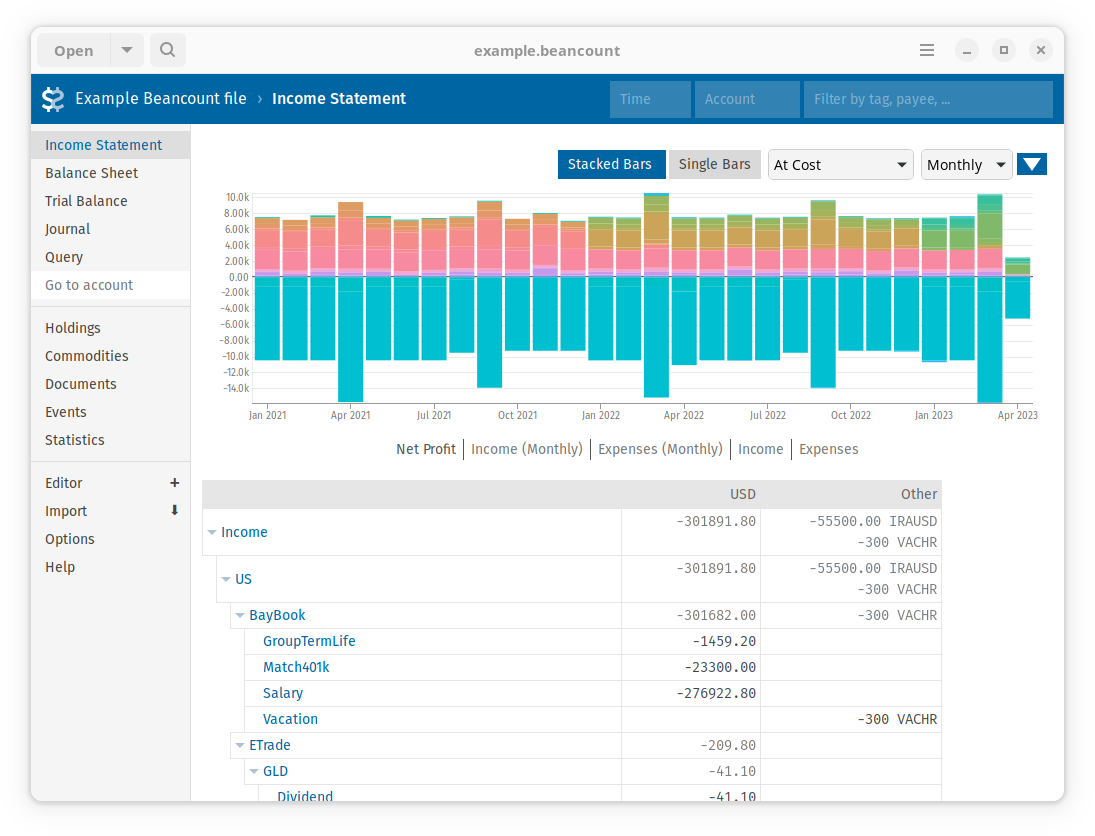 Open
example.beancount
Example Beancount file › Income Statement
Time
Account
Filter by tag, payee, ...
Income Statement
Balance Sheet
Trial Balance
Journal
Query
Go to account
Holdings
Commodities
Documents
Events
Statistics
Editor +
Import
Options
Help
Stacked Bars
Single Bars
At Cost
Monthly
10.0k
8.00k
6.00k
4.00k
2.00k
0.00
−2.00k
−4.00k
−6.00k
−8.00k
−10.0k
−12.0k
−14.0k
Jan 2021 Apr 2021 Jul 2021 Oct 2021 Jan 2022 Apr 2022 Jul 2022 Oct 2022 Jan 2023 Apr 2023
Net Profit Income (Monthly) Expenses (Monthly) Income Expenses
USD Other
Income -301891.80 -55500.00 IRAUSD
-300 VACHR
US -301891.80 -55500.00 IRAUSD
-300 VACHR
BayBook -301682.00 -300 VACHR
GroupTermLife -1459.20
Match401k -23300.00
Salary -276922.80
Vacation -300 VACHR
ETrade -209.80
GLD -41.10
Dividend -41.10